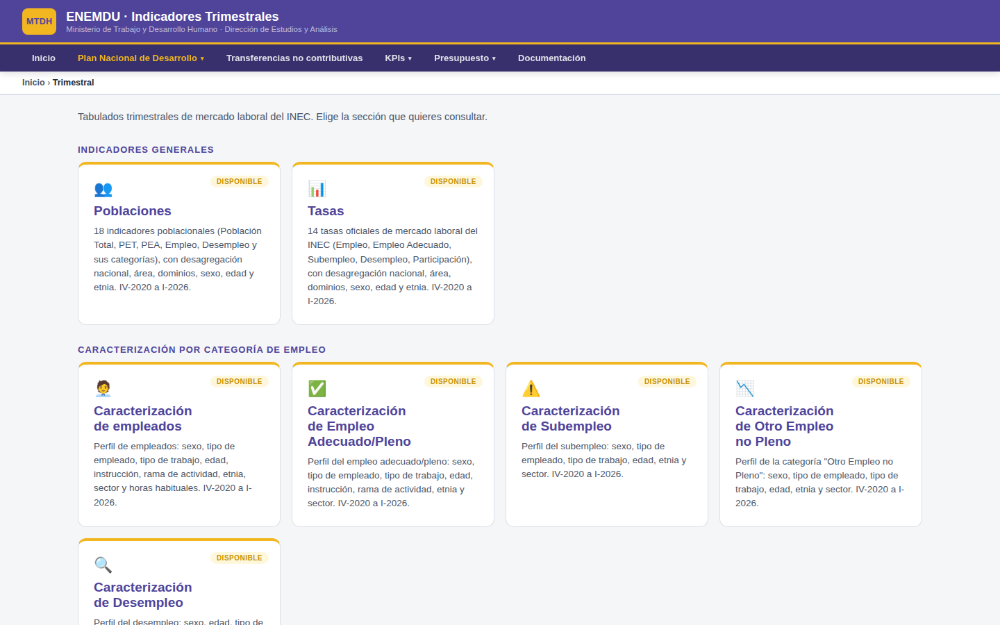 MTDH
ENEMDU · Indicadores Trimestrales
Ministerio de Trabajo y Desarrollo Humano · Dirección de Estudios y Análisis
Inicio
Plan Nacional de Desarrollo ▾
Transferencias no contributivas
KPIs ▾
Presupuesto ▾
Documentación
Inicio › Trimestral
Tabulados trimestrales de mercado laboral del INEC. Elige la sección que quieres consultar.
INDICADORES GENERALES
DISPONIBLE
Poblaciones
18 indicadores poblacionales (Población
Total, PET, PEA, Empleo, Desempleo y
sus categorías), con desagregación
nacional, área, dominios, sexo, edad y
etnia. IV-2020 a I-2026.
DISPONIBLE
Tasas
14 tasas oficiales de mercado laboral del
INEC (Empleo, Empleo Adecuado,
Subempleo, Desempleo, Participación),
con desagregación nacional, área,
dominios, sexo, edad y etnia. IV-2020 a
I-2026.
CARACTERIZACIÓN POR CATEGORÍA DE EMPLEO
DISPONIBLE
Caracterización
de empleados
Perfil de empleados: sexo, tipo de
empleado, tipo de trabajo, edad,
instrucción, rama de actividad, etnia,
sector y horas habituales. IV-2020 a I-
2026.
DISPONIBLE
Caracterización
de Empleo
Adecuado/Pleno
Perfil del empleo adecuado/pleno: sexo,
tipo de empleado, tipo de trabajo, edad,
instrucción, rama de actividad, etnia y
sector. IV-2020 a I-2026.
DISPONIBLE
Caracterización
de Subempleo
Perfil del subempleo: sexo, tipo de
empleado, tipo de trabajo, edad, etnia y
sector. IV-2020 a I-2026.
DISPONIBLE
Caracterización
de Otro Empleo
no Pleno
Perfil de la categoría "Otro Empleo no
Pleno": sexo, tipo de empleado, tipo de
trabajo, edad, etnia y sector. IV-2020 a I-
2026.
DISPONIBLE
Caracterización
de Desempleo
Perfil del desempleo: sexo, edad, tipo de